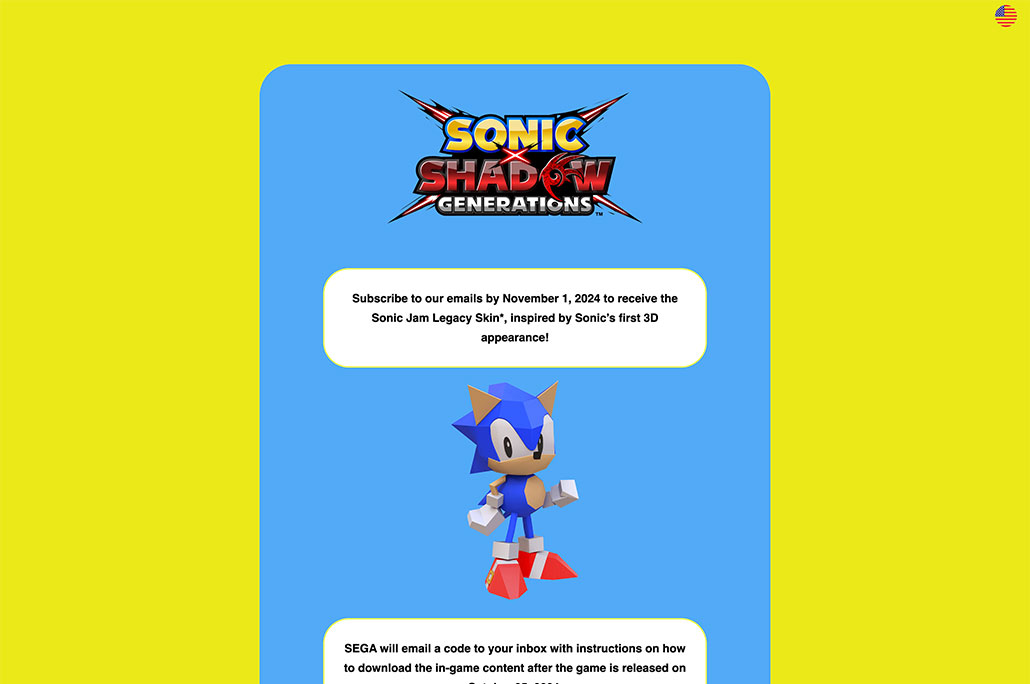 SONIC
X
SHADOW
GENERATIONS™
Subscribe to our emails by November 1, 2024 to receive the
Sonic Jam Legacy Skin*, inspired by Sonic's first 3D
appearance!
SEGA will email a code to your inbox with instructions on how
to download the in-game content after the game is released on